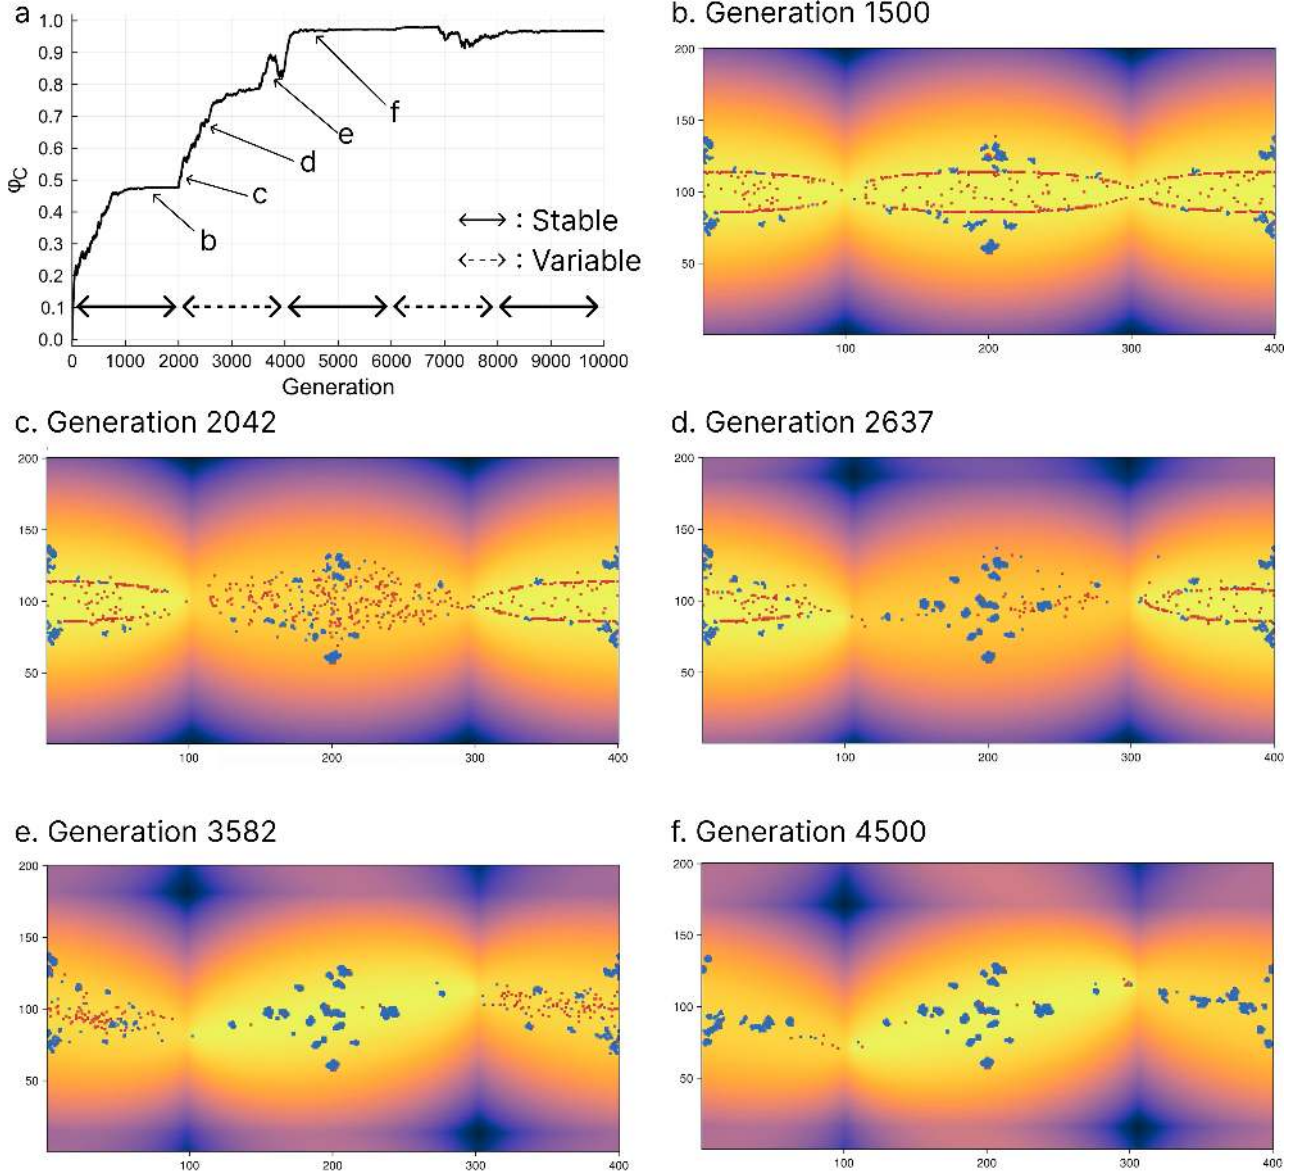 a
1.0
0.9
0.8
0.7
0.6
0.5
0.4
0.3
0.2
0.1
0.0
φC
f
e
d
c
b
: Stable
: Variable
0 1000 2000 3000 4000 5000 6000 7000 8000 9000 10000
Generation
b. Generation 1500
200
150
100
50
100 200 300 400
c. Generation 2042
200
150
100
50
100 200 300 400
d. Generation 2637
200
150
100
50
100 200 300 400
e. Generation 3582
200
150
100
50
100 200 300 400
f. Generation 4500
200
150
100
50
100 200 300 400